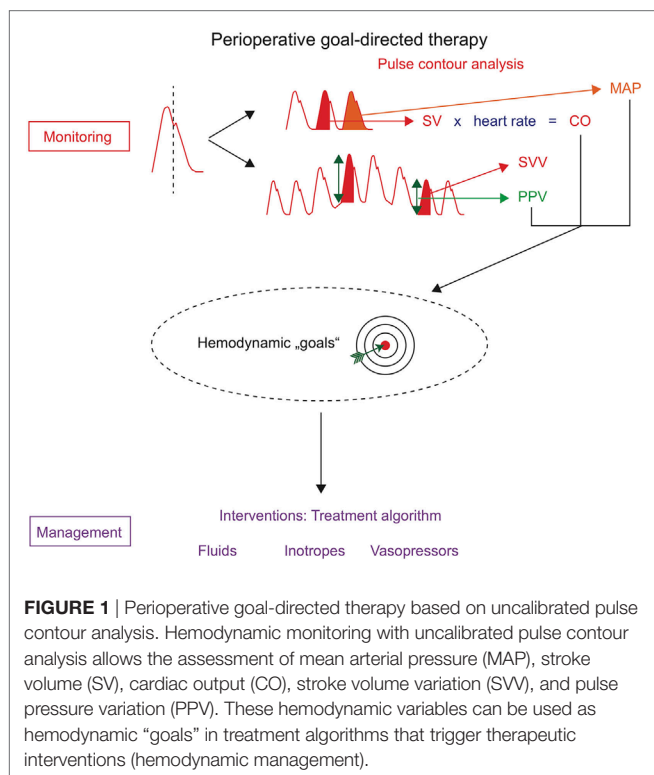 Perioperative goal-directed therapy
Pulse contour analysis
MAP
Monitoring
SV x heart rate = CO
SVV
PPV
Hemodynamic „goals“
Interventions: Treatment algorithm
Management
Fluids Inotropes Vasopressors
FIGURE 1 | Perioperative goal-directed therapy based on uncalibrated pulse
contour analysis. Hemodynamic monitoring with uncalibrated pulse contour
analysis allows the assessment of mean arterial pressure (MAP), stroke
volume (SV), cardiac output (CO), stroke volume variation (SVV), and pulse
pressure variation (PPV). These hemodynamic variables can be used as
hemodynamic “goals” in treatment algorithms that trigger therapeutic
interventions (hemodynamic management).